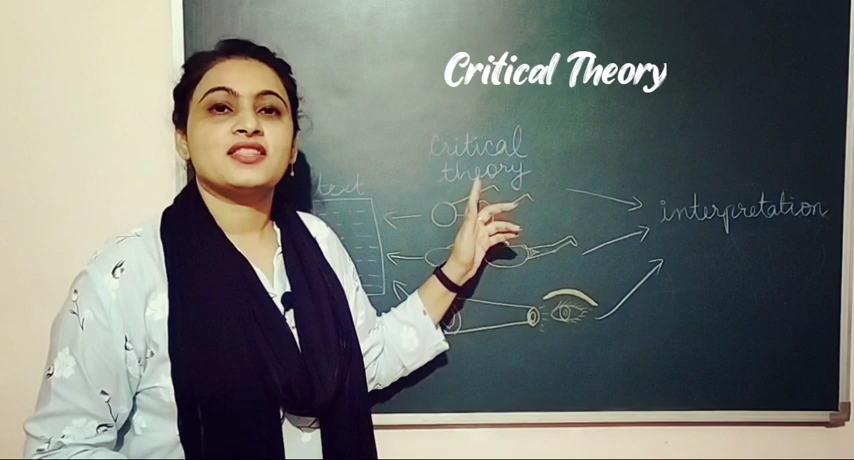 Critical Theory
critical
theory
text
interpretation